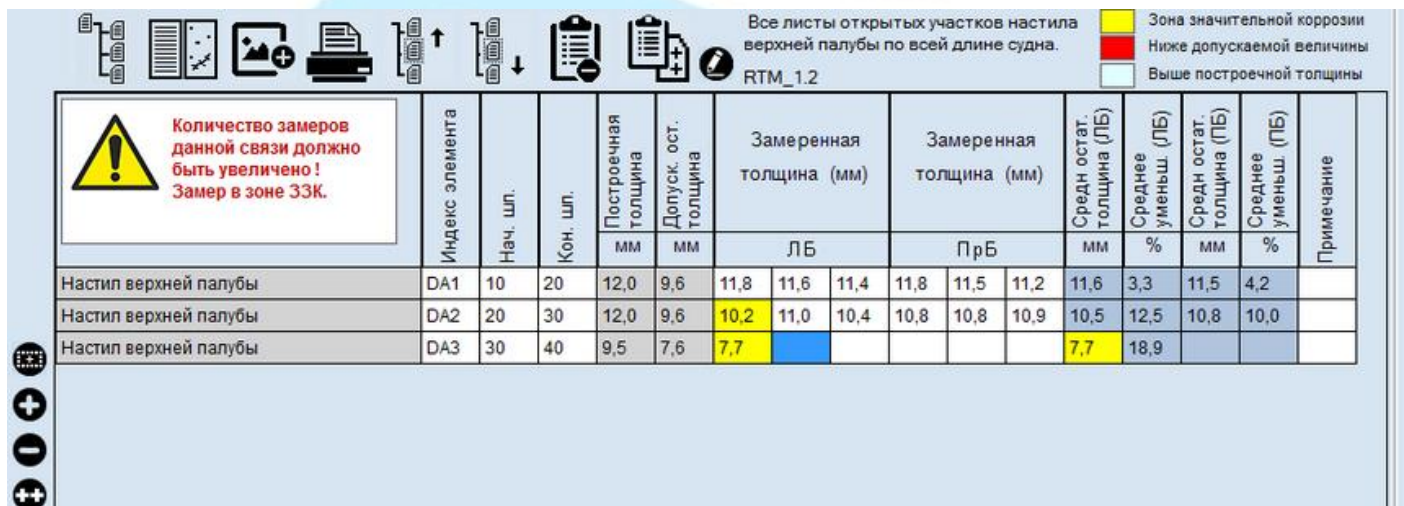 Все листы открытых участков настила
верхней палубы по всей длине судна.
RTM_1.2
Зона значительной коррозии
Ниже допускаемой величины
Выше построечной толщины
Количество замеров
данной связи должно
быть увеличено !
Замер в зоне ЗЗК.
Индекс элемента
Нач. шп.
Кон. шп.
Построечная
толщина
Допуск. ост.
толщина
Замеренная
толщина (мм)
Замеренная
толщина (мм)
Средн остат.
толщина (ЛБ)
Среднее
уменьш. (ЛБ)
Средн остат.
толщина (ПБ)
Среднее
уменьш. (ПБ)
Примечание
мм мм ЛБ ПрБ мм % мм %
Настил верхней палубы DA1 10 20 12,0 9,6 11,8 11,6 11,4 11,8 11,5 11,2 11,6 3,3 11,5 4,2
Настил верхней палубы DA2 20 30 12,0 9,6 10,2 11,0 10,4 10,8 10,8 10,9 10,5 12,5 10,8 10,0
Настил верхней палубы DA3 30 40 9,5 7,6 7,7 7,7 18,9